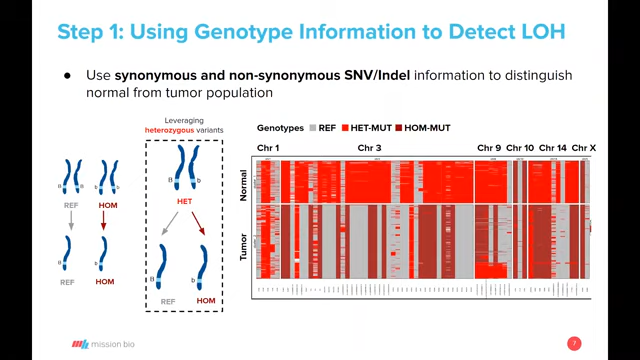 Step 1: Using Genotype Information to Detect LOH
● Use synonymous and non-synonymous SNV/Indel information to distinguish
normal from tumor population
Leveraging
heterozygous variants
B B b b
REF HOM
B b
REF HOM
B b
HET
B b
REF HOM
Genotypes REF HET-MUT HOM-MUT
Chr 1 Chr 3 Chr 9 Chr 10 Chr 14 Chr X
Normal
Tumor
mission bio
7